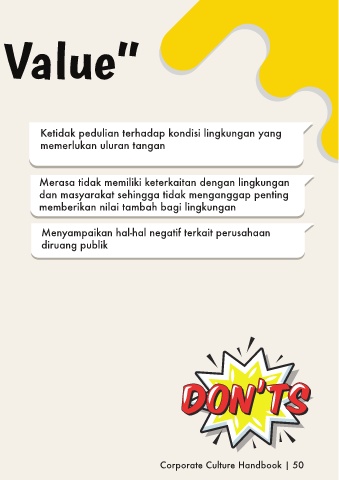 Value"
Ketidak pedulian terhadap kondisi lingkungan yang
memerlukan uluran tangan
Merasa tidak memiliki keterkaitan dengan lingkungan
dan masyarakat sehingga tidak menganggap penting
memberikan nilai tambah bagi lingkungan
Menyampaikan hal-hal negatif terkait perusahaan
diruang publik
DON'TS
Corporate Culture Handbook | 50